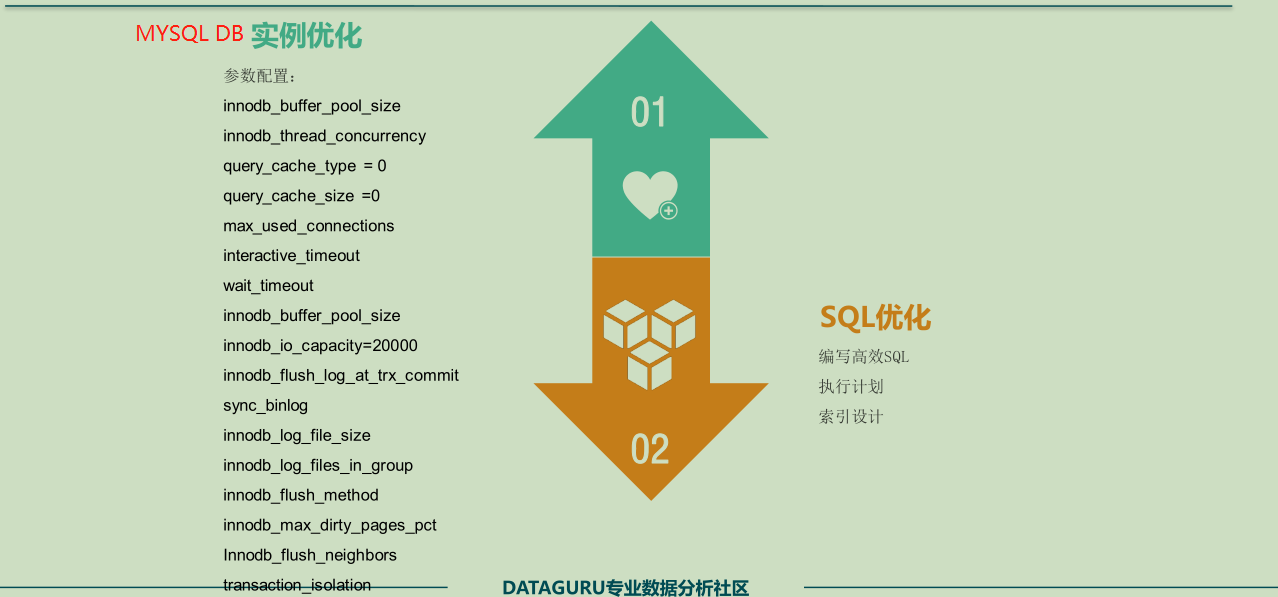 MYSQL DB 实例优化
参数配置:
innodb_buffer_pool_size
innodb_thread_concurrency
query_cache_type = 0
query_cache_size =0
max_used_connections
interactive_timeout
wait_timeout
innodb_buffer_pool_size
innodb_io_capacity=20000
innodb_flush_log_at_trx_commit
sync_binlog
innodb_log_file_size
innodb_log_files_in_group
innodb_flush_method
innodb_max_dirty_pages_pct
Innodb_flush_neighbors
transaction_isolation
01
02
SQL优化
编写高效SQL
执行计划
索引设计
DATAGURU专业数据分析社区